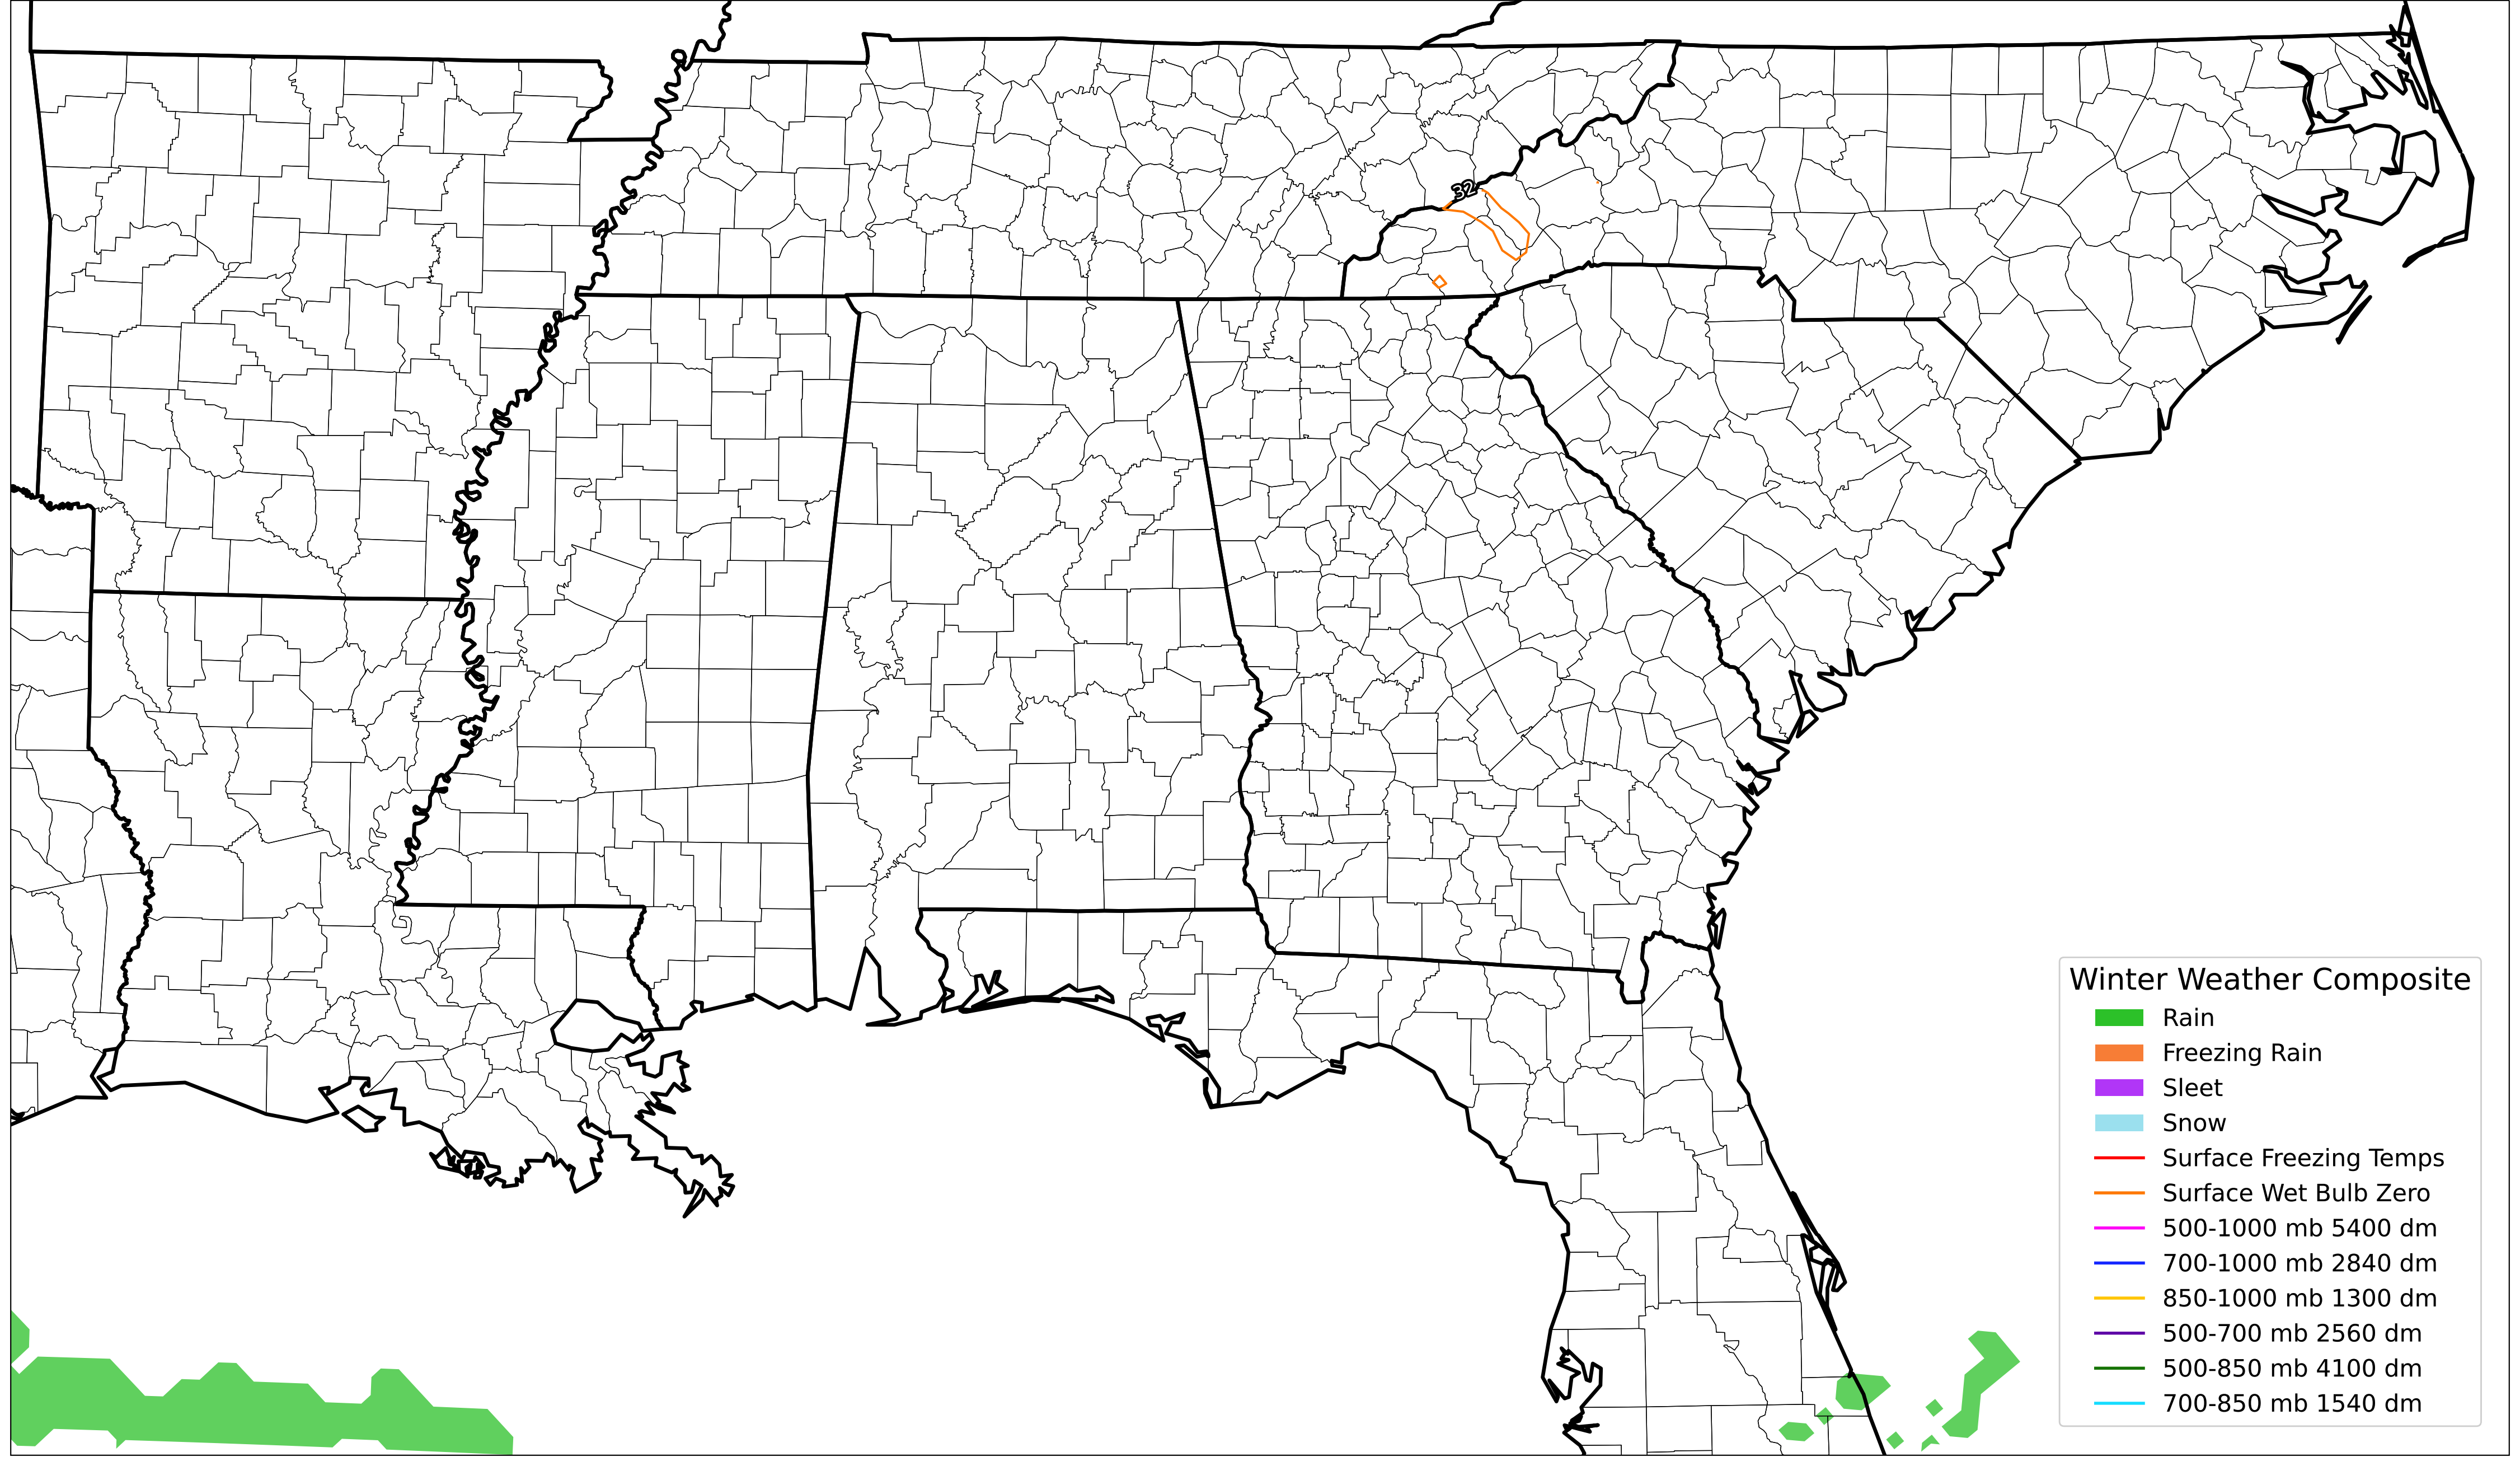 32
Winter Weather Composite
Rain
Freezing Rain
Sleet
Snow
Surface Freezing Temps
Surface Wet Bulb Zero
500-1000 mb 5400 dm
700-1000 mb 2840 dm
850-1000 mb 1300 dm
500-700 mb 2560 dm
500-850 mb 4100 dm
700-850 mb 1540 dm